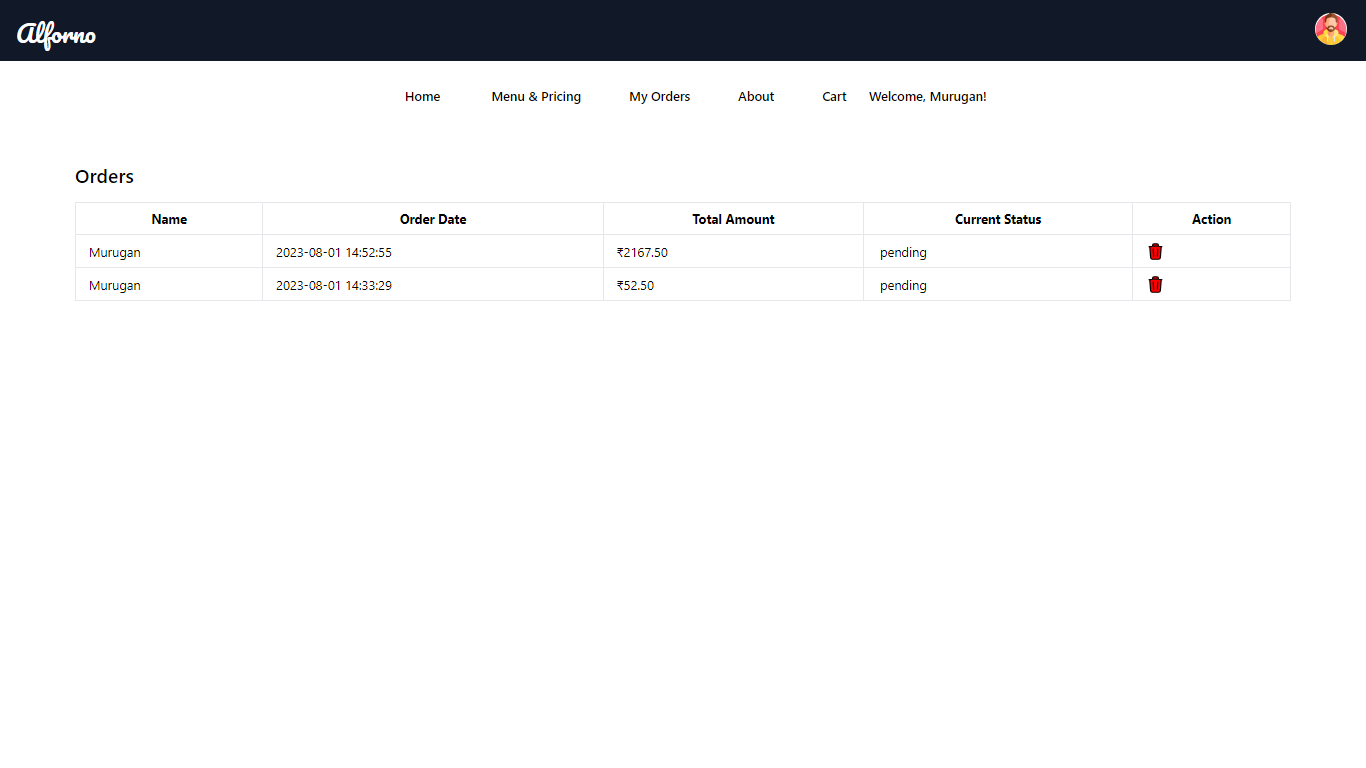 Alforno
Home Menu & Pricing My Orders About Cart Welcome, Murugan!
Orders
Name Order Date Total Amount Current Status Action
Murugan 2023-08-01 14:52:55 ₹2167.50 pending
Murugan 2023-08-01 14:33:29 ₹52.50 pending